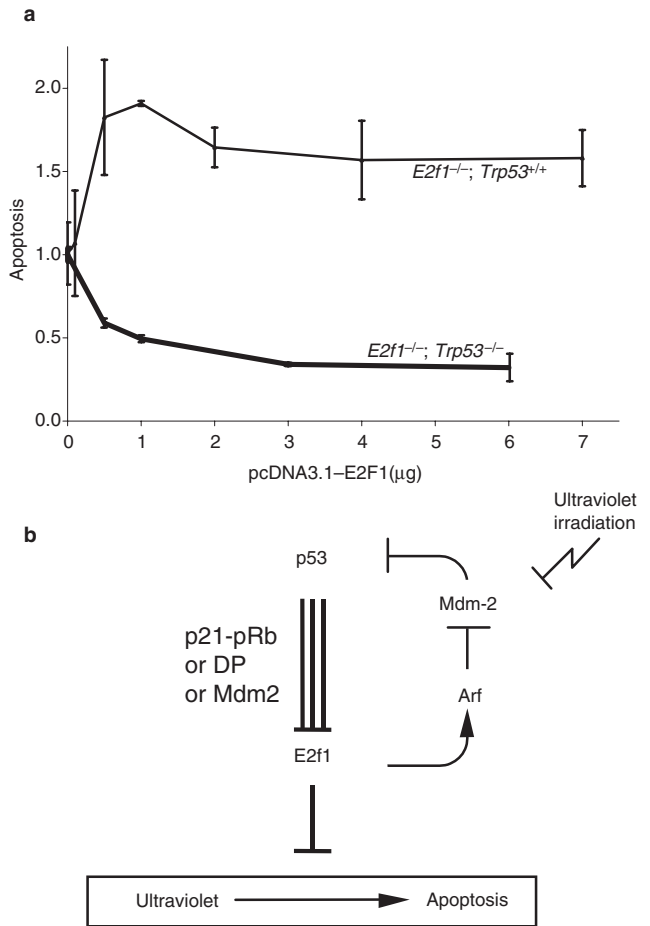 a
2.0
1.5
1.0
0.5
0.0
Apoptosis
E2f1–/–; Trp53+/+
E2f1–/–; Trp53–/–
0 1 2 3 4 5 6 7
pcDNA3.1–E2F1(μg)
b
Ultraviolet
irradiation
p53
Mdm-2
p21-pRb
or DP
or Mdm2
Arf
E2f1
Ultraviolet
Apoptosis